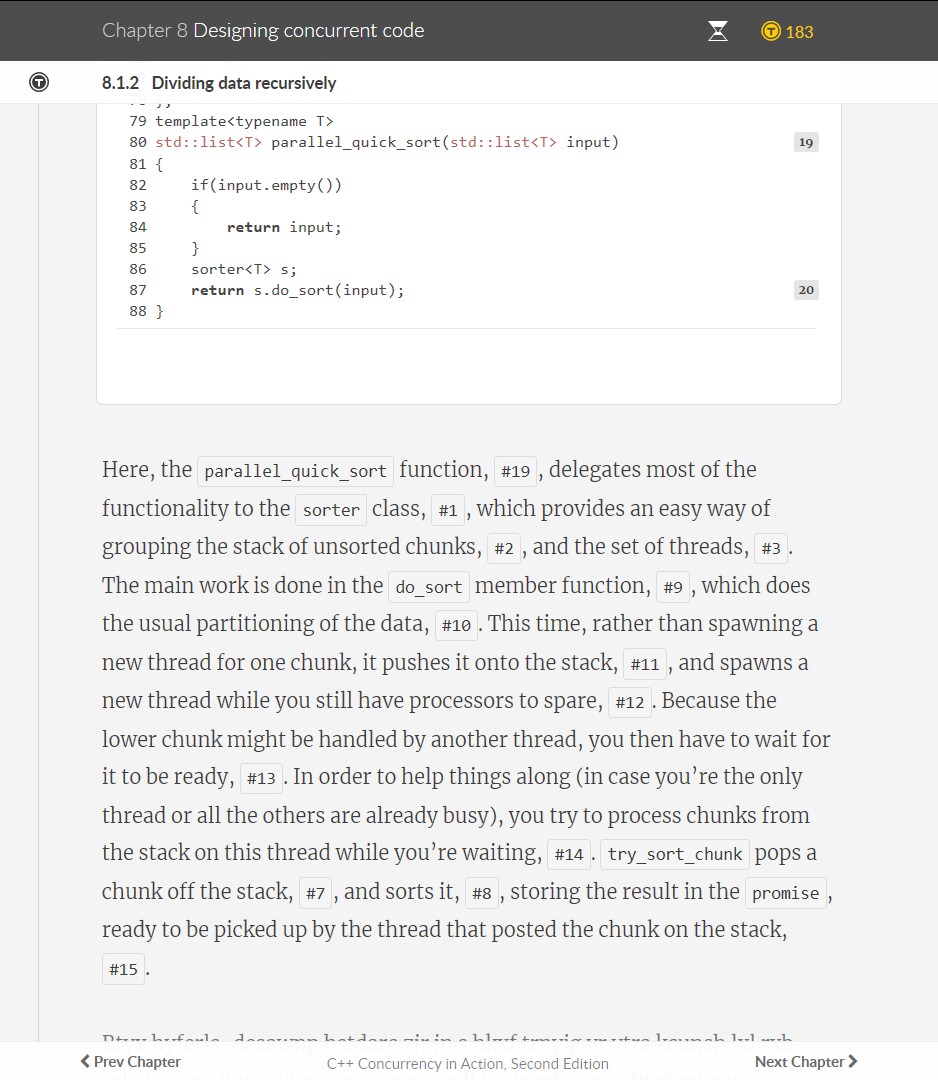 Chapter 8 Designing concurrent code
183
8.1.2 Dividing data recursively
79 template<typename T>
80 std::list<T> parallel_quick_sort(std::list<T> input) 19
81 {
82 if(input.empty())
83 {
84 return input;
85 }
86 sorter<T> s;
87 return s.do_sort(input); 20
88 }
Here, the parallel_quick_sort function, #19 , delegates most of the
functionality to the sorter class, #1 , which provides an easy way of
grouping the stack of unsorted chunks, #2 , and the set of threads, #3 .
The main work is done in the do_sort member function, #9 , which does
the usual partitioning of the data, #10 . This time, rather than spawning a
new thread for one chunk, it pushes it onto the stack, #11 , and spawns a
new thread while you still have processors to spare, #12 . Because the
lower chunk might be handled by another thread, you then have to wait for
it to be ready, #13 . In order to help things along (in case you’re the only
thread or all the others are already busy), you try to process chunks from
the stack on this thread while you’re waiting, #14 . try_sort_chunk pops a
chunk off the stack, #7 , and sorts it, #8 , storing the result in the promise ,
ready to be picked up by the thread that posted the chunk on the stack,
#15 .
Prev Chapter
C++ Concurrency in Action, Second Edition
Next Chapter